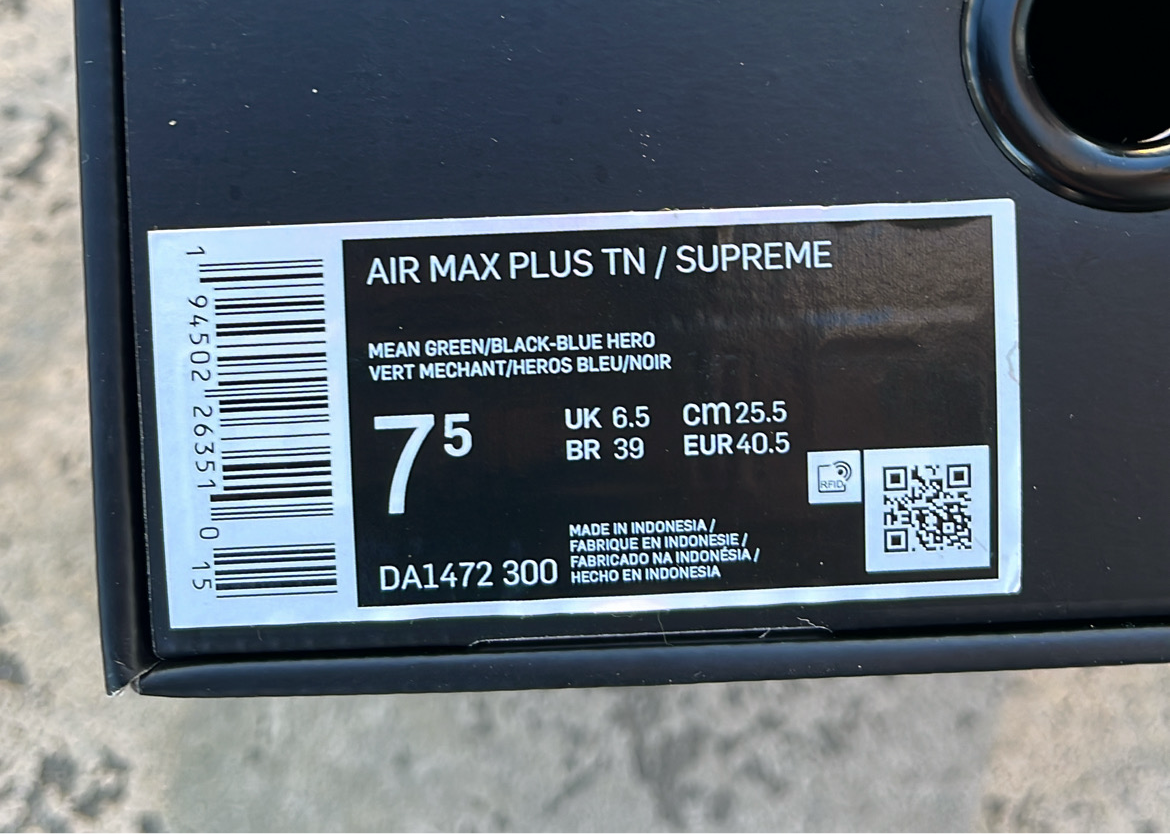 1 94502 26351 0 15
AIR MAX PLUS TN / SUPREME
MEAN GREEN/BLACK-BLUE HERO
VERT MECHANT/HEROS BLEU/NOIR
7 5
UK 6.5 cm 25.5
BR 39 EUR 40.5
RFID
DA1472 300
MADE IN INDONESIA /
FABRIQUE EN INDONESIE /
FABRICADO NA INDONÉSIA /
HECHO EN INDONESIA